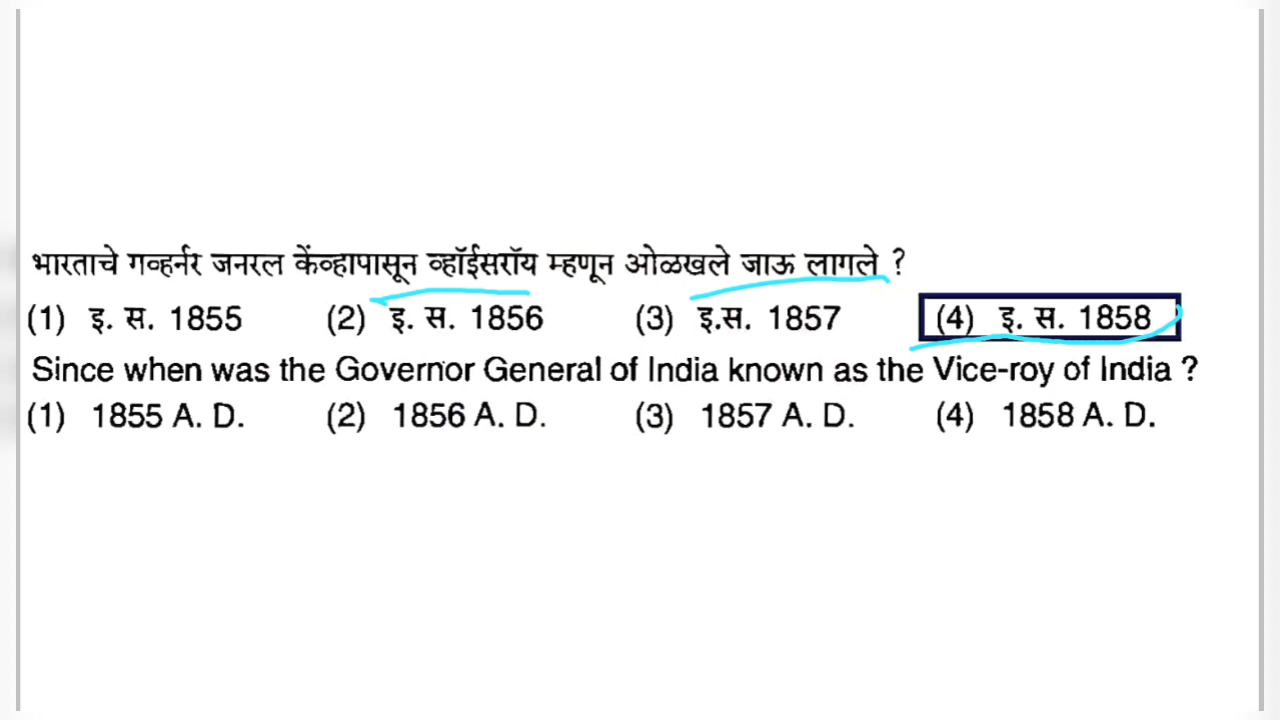 भारताचे गव्हर्नर जनरल केंव्हापासून व्हॉईसरॉय म्हणून ओळखले जाऊ लागले ?
(1) इ. स. 1855 (2) इ. स. 1856 (3) इ.स. 1857 (4) इ. स. 1858
Since when was the Governor General of India known as the Vice-roy of India ?
(1) 1855 A. D. (2) 1856 A. D. (3) 1857 A. D. (4) 1858 A. D.